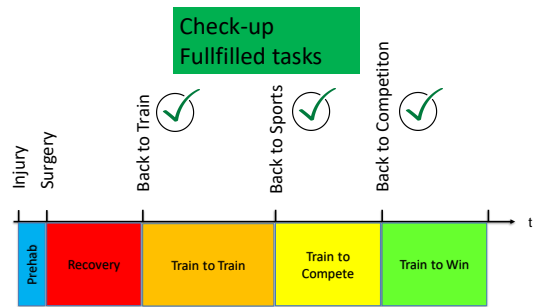 Check-up
Fullfilled tasks
Injury
Surgery
Back to Train
Back to Sports
Back to Competiton
t
Prehab
Recovery
Train to Train
Train to
Compete
Train to Win